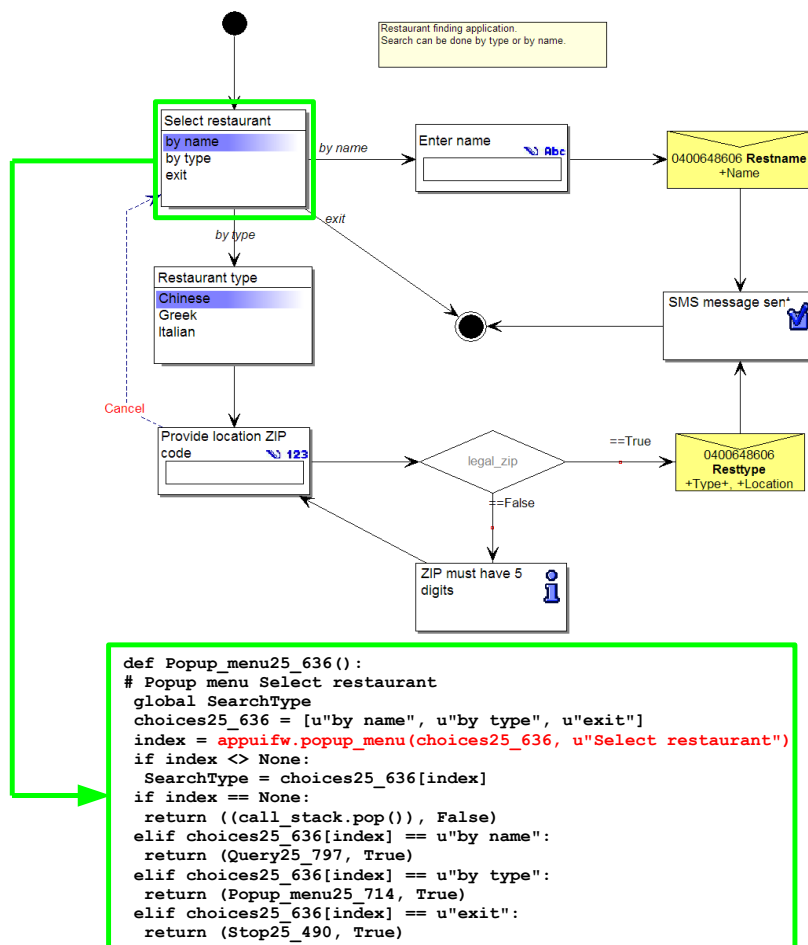 Restaurant finding application.
Search can be done by type or by name.
Select restaurant
by name
by type
exit
by name
Enter name
Abc
0400648606 Restname
+Name
exit
by type
Restaurant type
Chinese
Greek
Italian
SMS message sent
Cancel
Provide location ZIP
code
123
legal_zip
==True
0400648606
Resttype
+Type+, +Location
==False
ZIP must have 5
digits
def Popup_menu25_636():
# Popup menu Select restaurant
global SearchType
choices25_636 = [u"by name", u"by type", u"exit"]
index = appuifw.popup_menu(choices25_636, u"Select restaurant")
if index <> None:
SearchType = choices25_636[index]
if index == None:
return ((call_stack.pop()), False)
elif choices25_636[index] == u"by name":
return (Query25_797, True)
elif choices25_636[index] == u"by type":
return (Popup_menu25_714, True)
elif choices25_636[index] == u"exit":
return (Stop25_490, True)